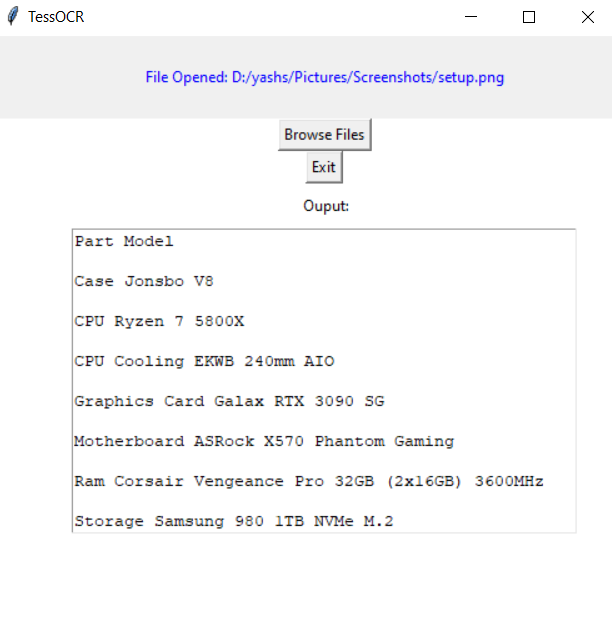 TessOCR
File Opened: D:/yashs/Pictures/Screenshots/setup.png
Browse Files
Exit
Ouput:
Part Model
Case Jonsbo V8
CPU Ryzen 7 5800X
CPU Cooling EKWB 240mm AIO
Graphics Card Galax RTX 3090 SG
Motherboard ASRock X570 Phantom Gaming
Ram Corsair Vengeance Pro 32GB (2x16GB) 3600MHz
Storage Samsung 980 1TB NVMe M.2